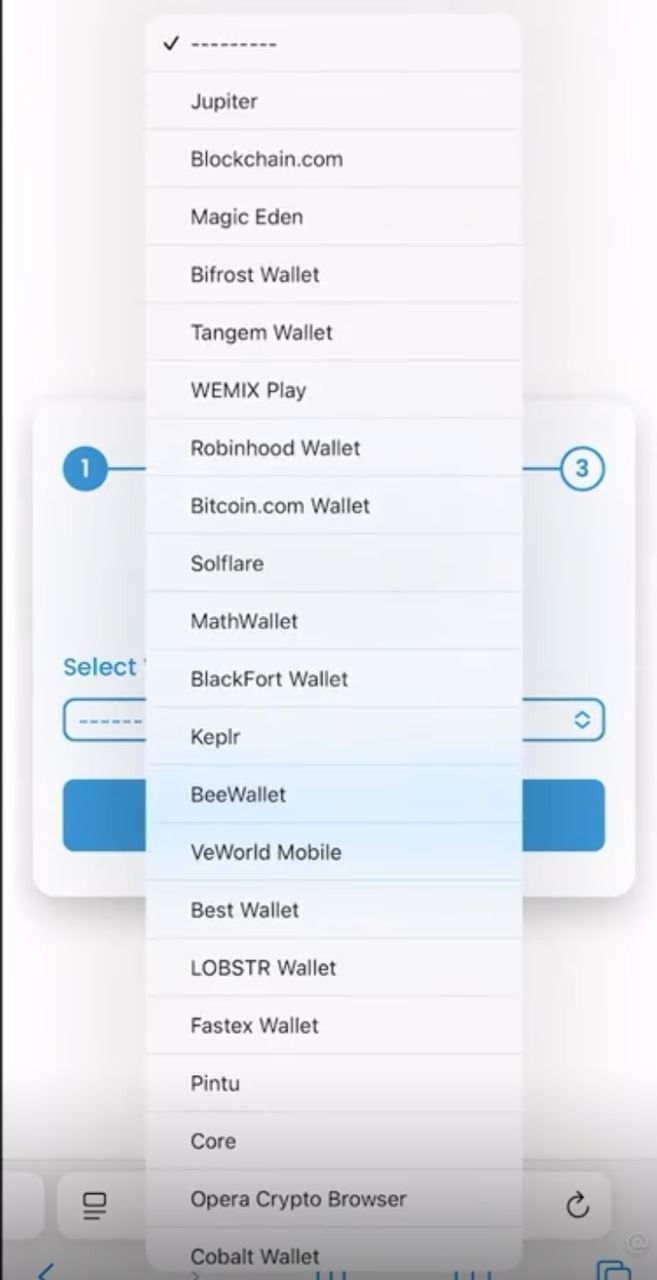 ---------
Jupiter
Blockchain.com
Magic Eden
Bifrost Wallet
Tangem Wallet
WEMIX Play
Robinhood Wallet
1
3
Bitcoin.com Wallet
Solflare
MathWallet
Select
BlackFort Wallet
------
Keplr
BeeWallet
VeWorld Mobile
Best Wallet
LOBSTR Wallet
Fastex Wallet
Pintu
Core
Opera Crypto Browser
Cobalt Wallet